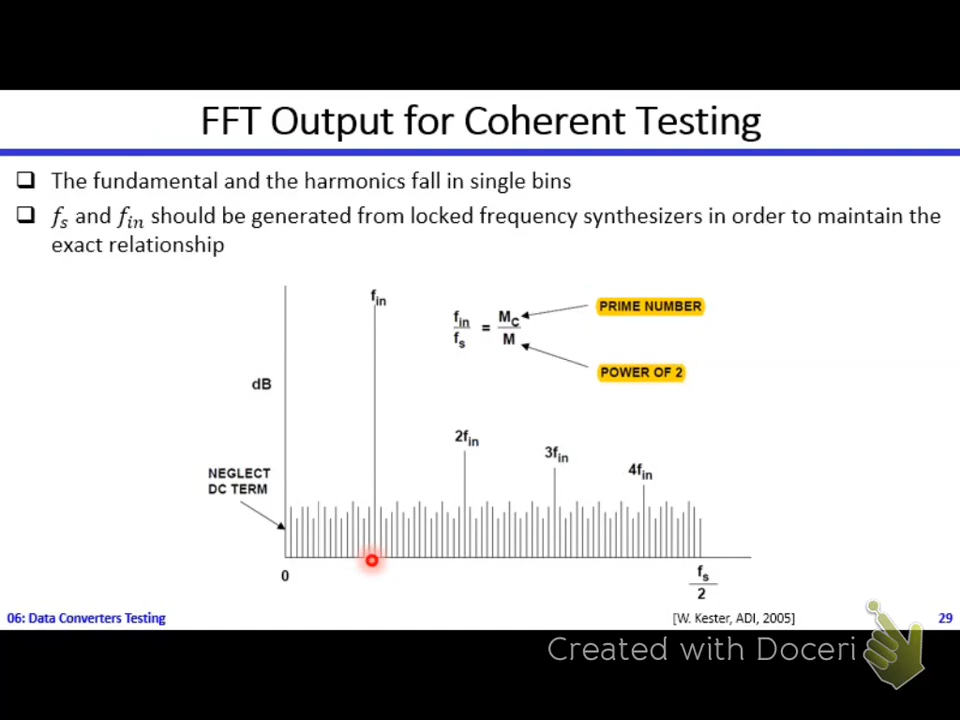 FFT Output for Coherent Testing
The fundamental and the harmonics fall in single bins
fs and fin should be generated from locked frequency synthesizers in order to maintain the
exact relationship
fin
fin / fs = MC / M
PRIME NUMBER
POWER OF 2
dB
2fin
3fin
4fin
NEGLECT
DC TERM
0
fs / 2
06: Data Converters Testing
[W. Kester, ADI, 2005]
29
Created with Doceri